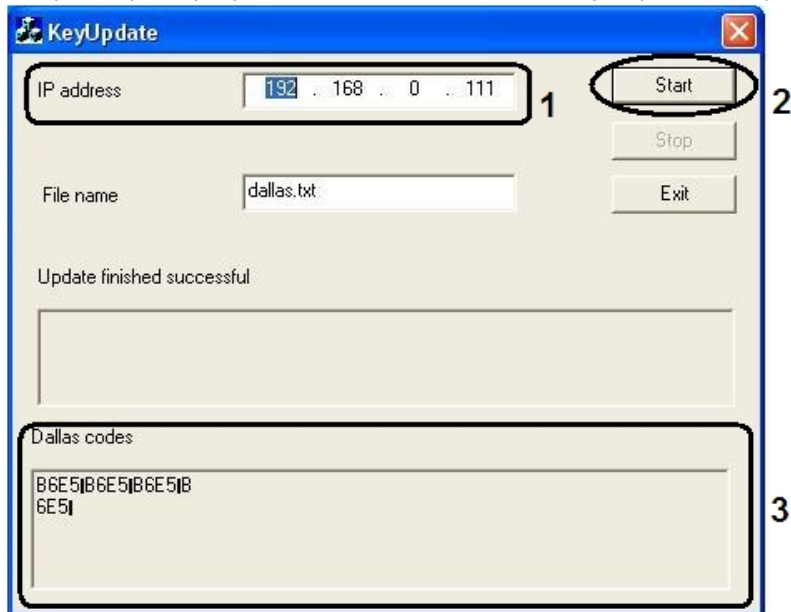 KeyUpdate
IP address 192 . 168 . 0 . 111 1 Start 2
Stop
File name dallas.txt Exit
Update finished successful
Dallas codes
B6E5|B6E5|B6E5|B
6E5|
3